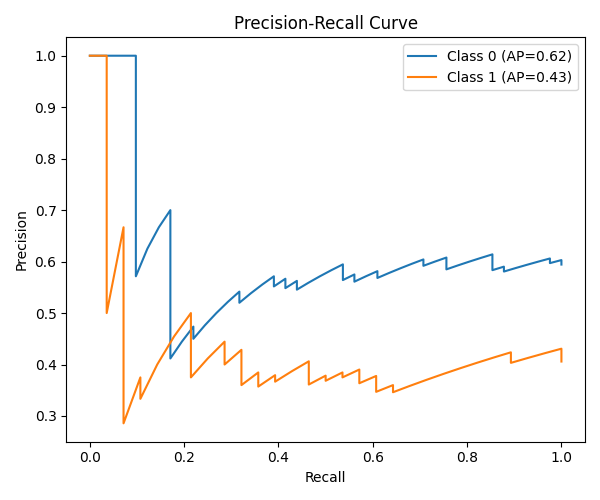 Precision-Recall Curve
Class 0 (AP=0.62)
Class 1 (AP=0.43)
Precision
1.0
0.9
0.8
0.7
0.6
0.5
0.4
0.3
0.0 0.2 0.4 0.6 0.8 1.0
Recall